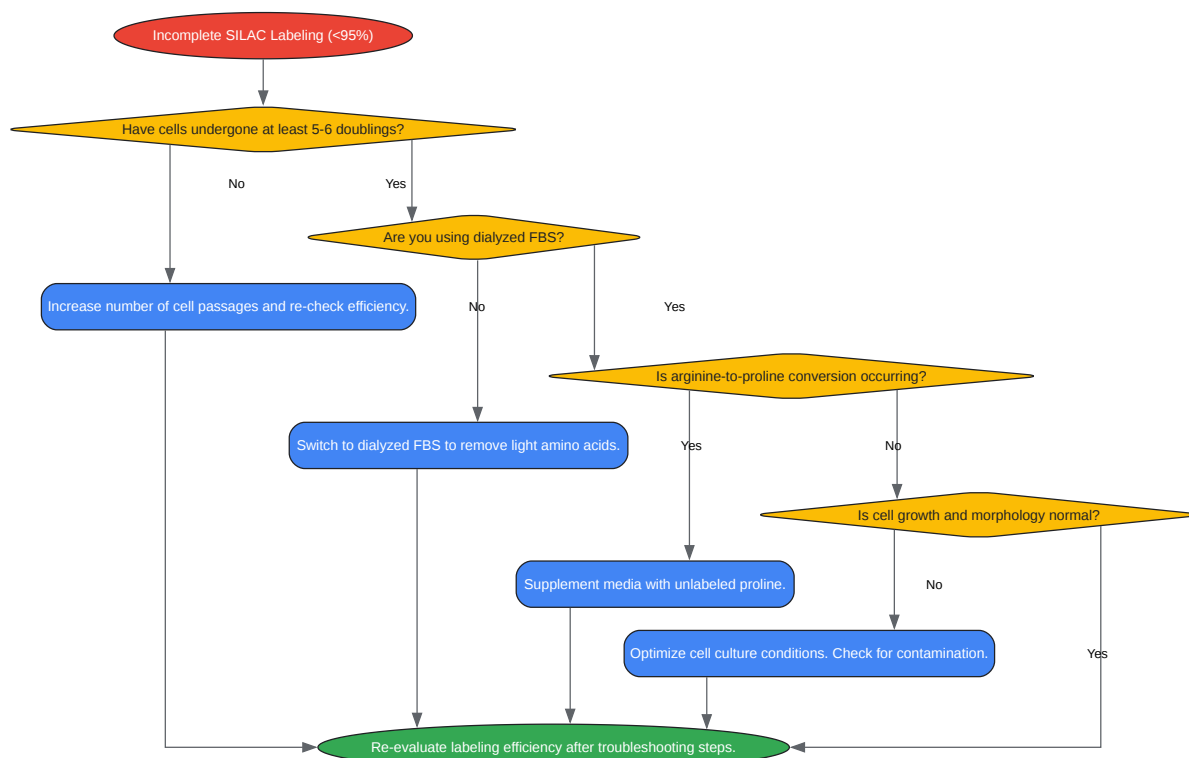 Incomplete SILAC Labeling (<95%)
Have cells undergone at least 5-6 doublings?
No
Yes
Are you using dialyzed FBS?
Increase number of cell passages and re-check efficiency.
No
Yes
Is arginine-to-proline conversion occurring?
Switch to dialyzed FBS to remove light amino acids.
Yes
No
Is cell growth and morphology normal?
Supplement media with unlabeled proline.
No
Optimize cell culture conditions. Check for contamination.
Yes
Re-evaluate labeling efficiency after troubleshooting steps.